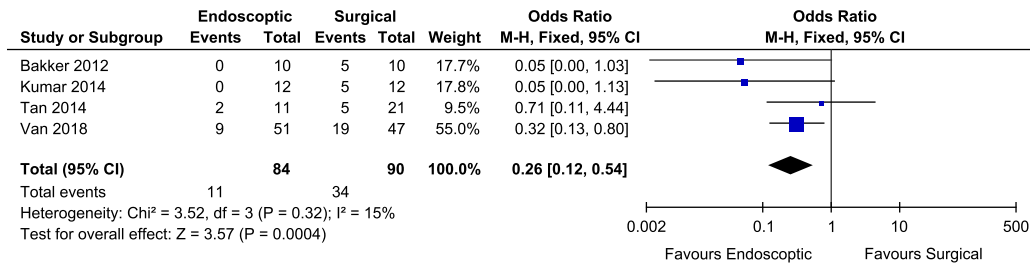 Endoscoptic Surgical Odds Ratio Odds Ratio
Study or Subgroup Events Total Events Total Weight M-H, Fixed, 95% CI M-H, Fixed, 95% CI
Bakker 2012 0 10 5 10 17.7% 0.05 [0.00, 1.03]
Kumar 2014 0 12 5 12 17.8% 0.05 [0.00, 1.13]
Tan 2014 2 11 5 21 9.5% 0.71 [0.11, 4.44]
Van 2018 9 51 19 47 55.0% 0.32 [0.13, 0.80]
Total (95% CI) 84 90 100.0% 0.26 [0.12, 0.54]
Total events 11 34
Heterogeneity: Chi² = 3.52, df = 3 (P = 0.32); I² = 15%
Test for overall effect: Z = 3.57 (P = 0.0004)
0.002 0.1 1 10 500
Favours Endoscoptic Favours Surgical